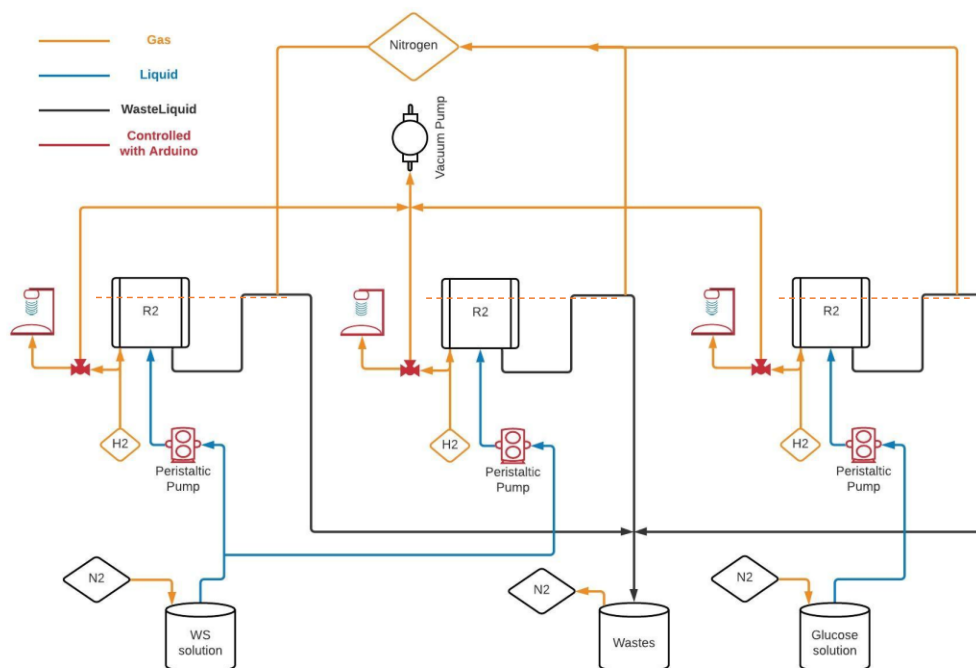 Gas
Liquid
WasteLiquid
Controlled
with Arduino
Nitrogen
Vacuum Pump
R2
R2
R2
H2
H2
H2
Peristaltic
Pump
Peristaltic
Pump
Peristaltic
Pump
N2
N2
N2
WS
solution
Wastes
Glucose
solution